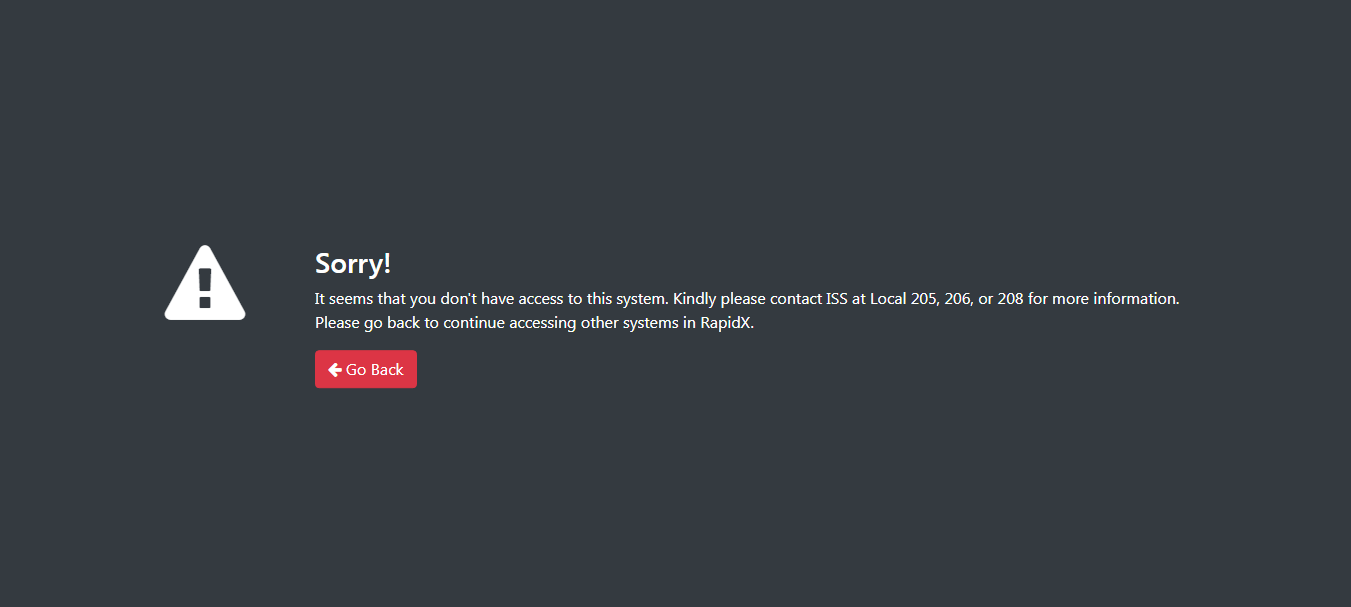 Sorry!
It seems that you don't have access to this system. Kindly please contact ISS at Local 205, 206, or 208 for more information.
Please go back to continue accessing other systems in RapidX.
Go Back